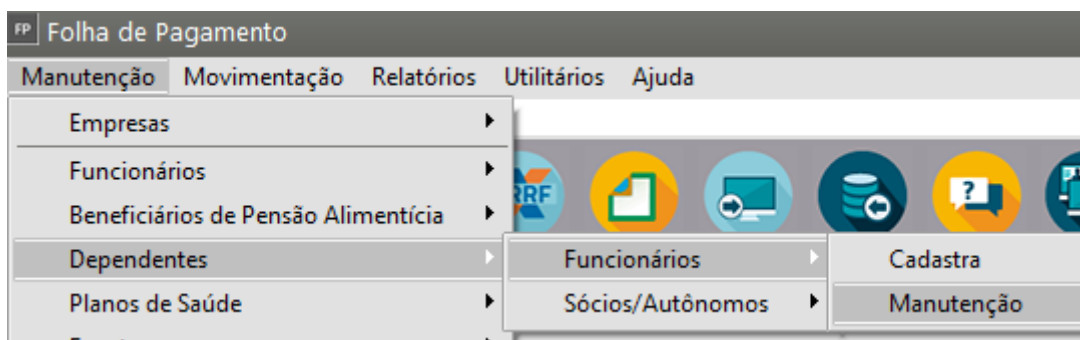 FP Folha de Pagamento
Manutenção Movimentação Relatórios Utilitários Ajuda
Empresas
Funcionários
Beneficiários de Pensão Alimentícia
Dependentes Funcionários Cadastra
Planos de Saúde Sócios/Autônomos Manutenção